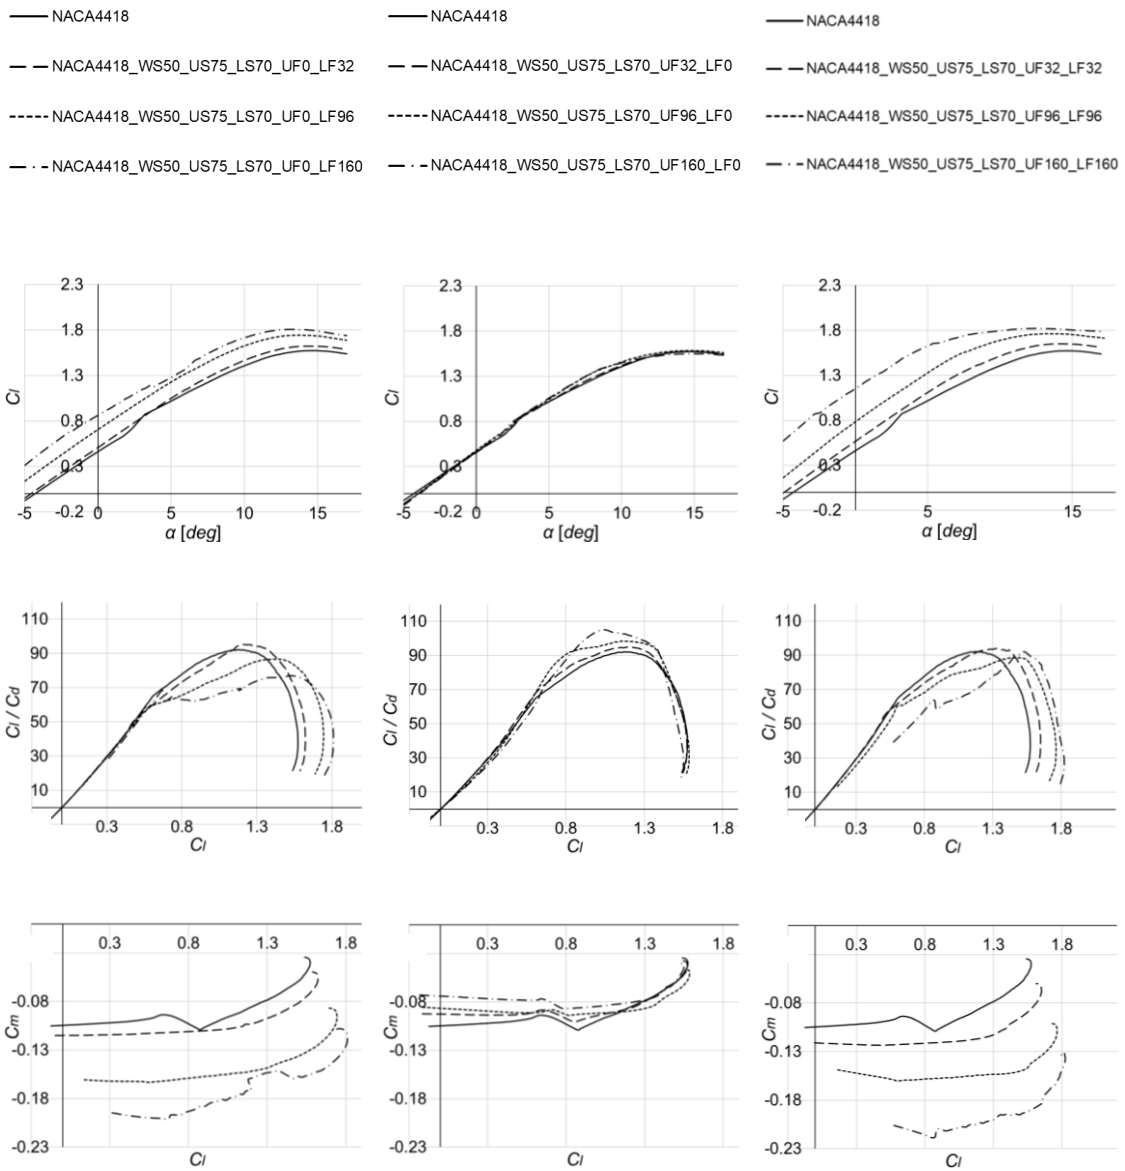 NACA4418
NACA4418_WS50_US75_LS70_UF0_LF32
NACA4418_WS50_US75_LS70_UF0_LF96
NACA4418_WS50_US75_LS70_UF0_LF160
NACA4418
NACA4418_WS50_US75_LS70_UF32_LF0
NACA4418_WS50_US75_LS70_UF96_LF0
NACA4418_WS50_US75_LS70_UF160_LF0
NACA4418
NACA4418_WS50_US75_LS70_UF32_LF32
NACA4418_WS50_US75_LS70_UF96_LF96
NACA4418_WS50_US75_LS70_UF160_LF160
2.3
1.8
1.3
0.8
0.3
-0.2
Cl
-5 0 5 10 15
α [deg]
2.3
1.8
1.3
0.8
0.3
-0.2
Cl
-5 0 5 10 15
α [deg]
2.3
1.8
1.3
0.8
0.3
-0.2
Cl
-5 5 15
α [deg]
110
90
70
50
30
10
Cl / Cd
0.3 0.8 1.3 1.8
Cl
110
90
70
50
30
10
Cl / Cd
0.3 0.8 1.3 1.8
Cl
110
90
70
50
30
10
Cl / Cd
0.3 0.8 1.3 1.8
Cl
0.3 0.8 1.3 1.8
-0.08
-0.13
-0.18
-0.23
Cm
Cl
0.3 0.8 1.3 1.8
-0.08
-0.13
-0.18
-0.23
Cm
Cl
0.3 0.8 1.3 1.8
-0.08
-0.13
-0.18
-0.23
Cm
Cl